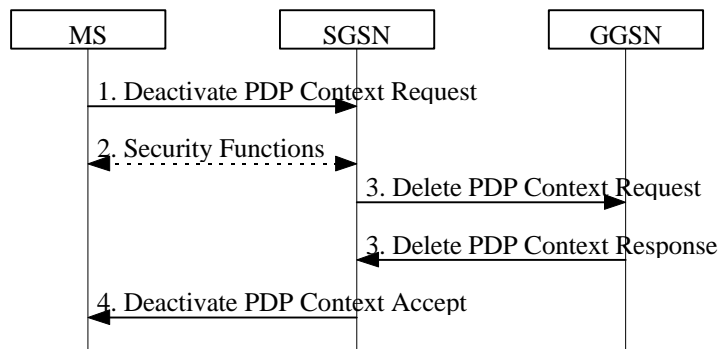 MS
SGSN
GGSN
1. Deactivate PDP Context Request
2. Security Functions
3. Delete PDP Context Request
3. Delete PDP Context Response
4. Deactivate PDP Context Accept